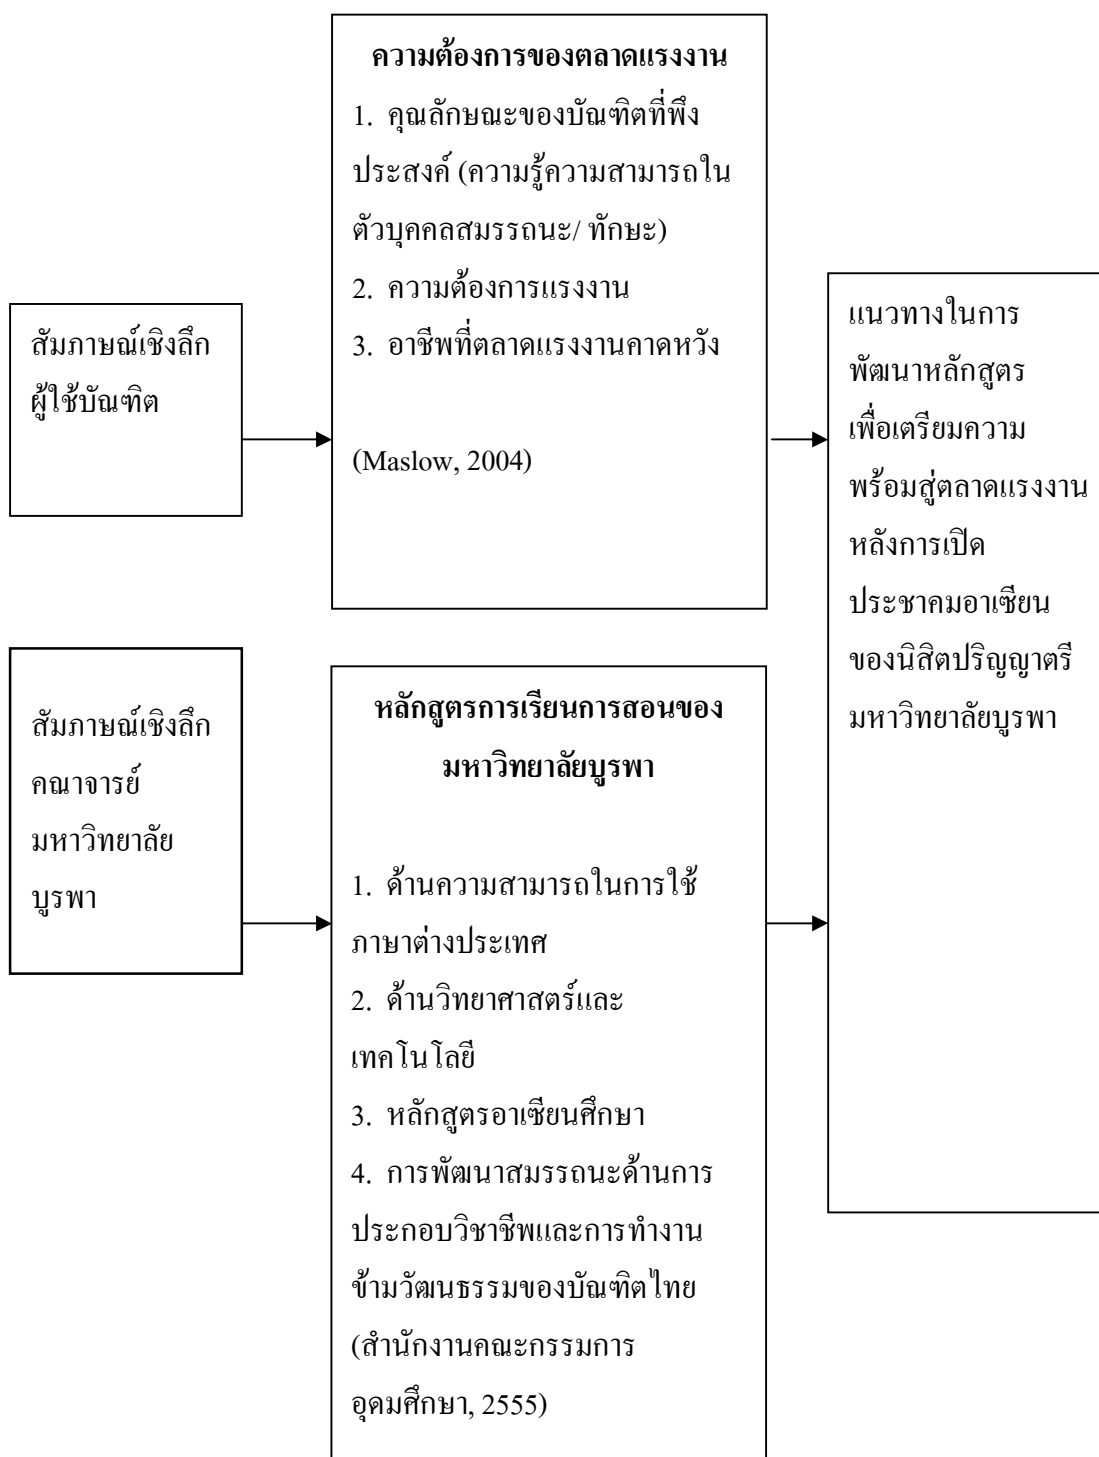 ความต้องการของตลาดแรงงาน
1. คุณลักษณะของบัณฑิตที่พึง
ประสงค์ (ความรู้ความสามารถใน
ตัวบุคคลสมรรถนะ/ ทักษะ)
2. ความต้องการแรงงาน
3. อาชีพที่ตลาดแรงงานคาดหวัง
(Maslow, 2004)
สัมภาษณ์เชิงลึก
ผู้ใช้บัณฑิต
แนวทางในการ
พัฒนาหลักสูตร
เพื่อเตรียมความ
พร้อมสู่ตลาดแรงงาน
หลังการเปิด
ประชาคมอาเซียน
ของนิสิตปริญญาตรี
มหาวิทยาลัยบูรพา
สัมภาษณ์เชิงลึก
คณาจารย์
มหาวิทยาลัย
บูรพา
หลักสูตรการเรียนการสอนของ
มหาวิทยาลัยบูรพา
1. ด้านความสามารถในการใช้
ภาษาต่างประเทศ
2. ด้านวิทยาศาสตร์และ
เทคโนโลยี
3. หลักสูตรอาเซียนศึกษา
4. การพัฒนาสมรรถนะด้านการ
ประกอบวิชาชีพและการทำงาน
ข้ามวัฒนธรรมของบัณฑิตไทย
(สำนักงานคณะกรรมการ
อุดมศึกษา, 2555)